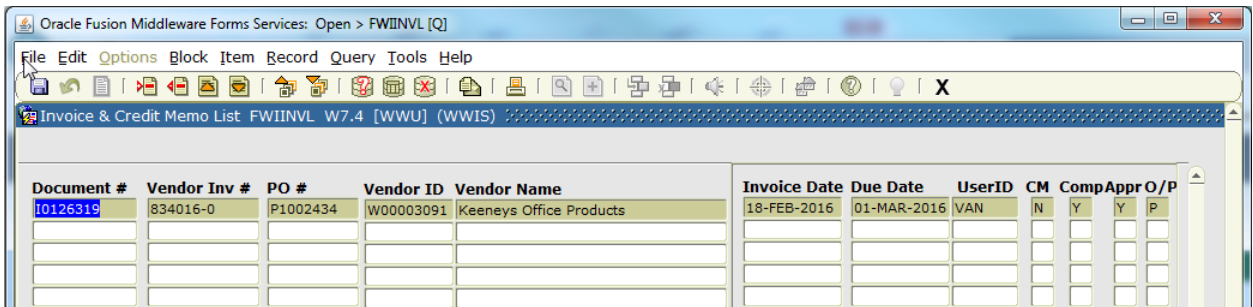 Oracle Fusion Middleware Forms Services: Open > FWIINVL [Q]
File Edit Options Block Item Record Query Tools Help
X
Invoice & Credit Memo List FWIINVL W7.4 [WWU] (WWIS)
Document # Vendor Inv # PO # Vendor ID Vendor Name Invoice Date Due Date UserID CM Comp Appr O/P
I0126319 834016-0 P1002434 W00003091 Keeneys Office Products 18-FEB-2016 01-MAR-2016 VAN N Y Y P